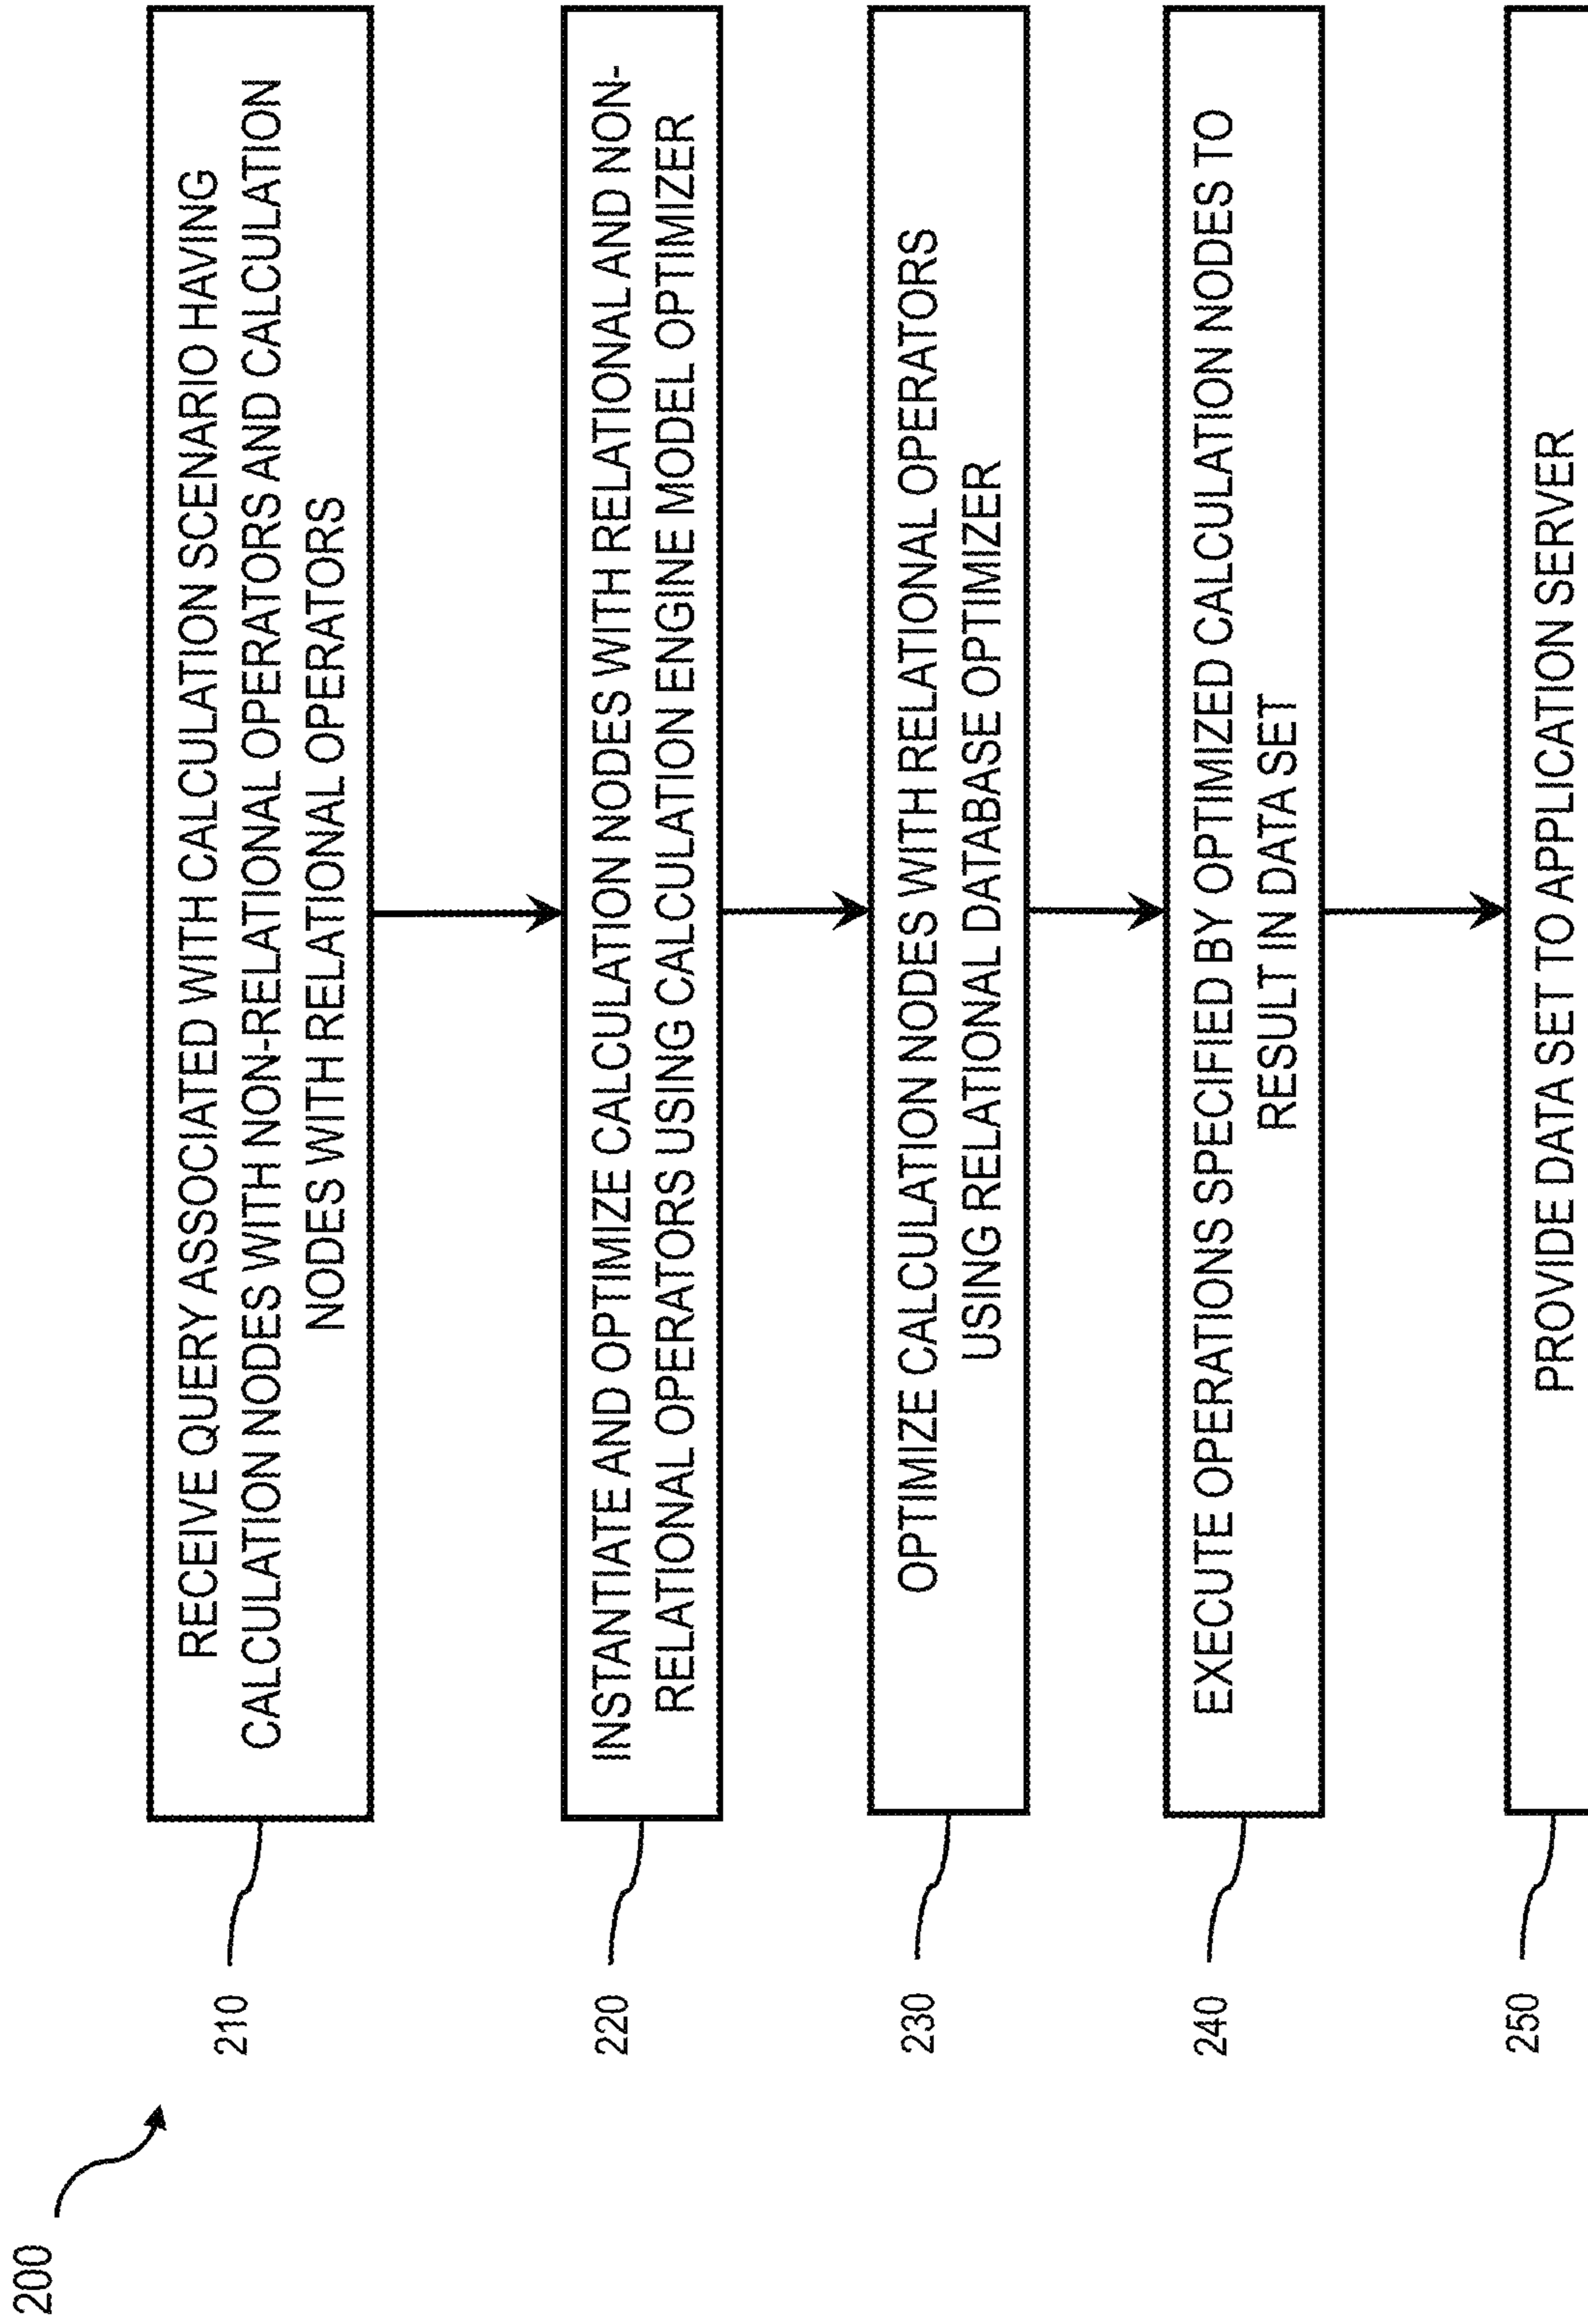 200
210
RECEIVE QUERY ASSOCIATED WITH CALCULATION SCENARIO HAVING
CALCULATION NODES WITH NON-RELATIONAL OPERATORS AND CALCULATION
NODES WITH RELATIONAL OPERATORS
220
INSTANTIATE AND OPTIMIZE CALCULATION NODES WITH RELATIONAL AND NON-
RELATIONAL OPERATORS USING CALCULATION ENGINE MODEL OPTIMIZER
230
OPTIMIZE CALCULATION NODES WITH RELATIONAL OPERATORS
USING RELATIONAL DATABASE OPTIMIZER
240
EXECUTE OPERATIONS SPECIFIED BY OPTIMIZED CALCULATION NODES TO
RESULT IN DATA SET
250
PROVIDE DATA SET TO APPLICATION SERVER